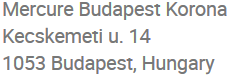 Mercure Budapest Korona
Kecskemeti u. 14
1053 Budapest, Hungary